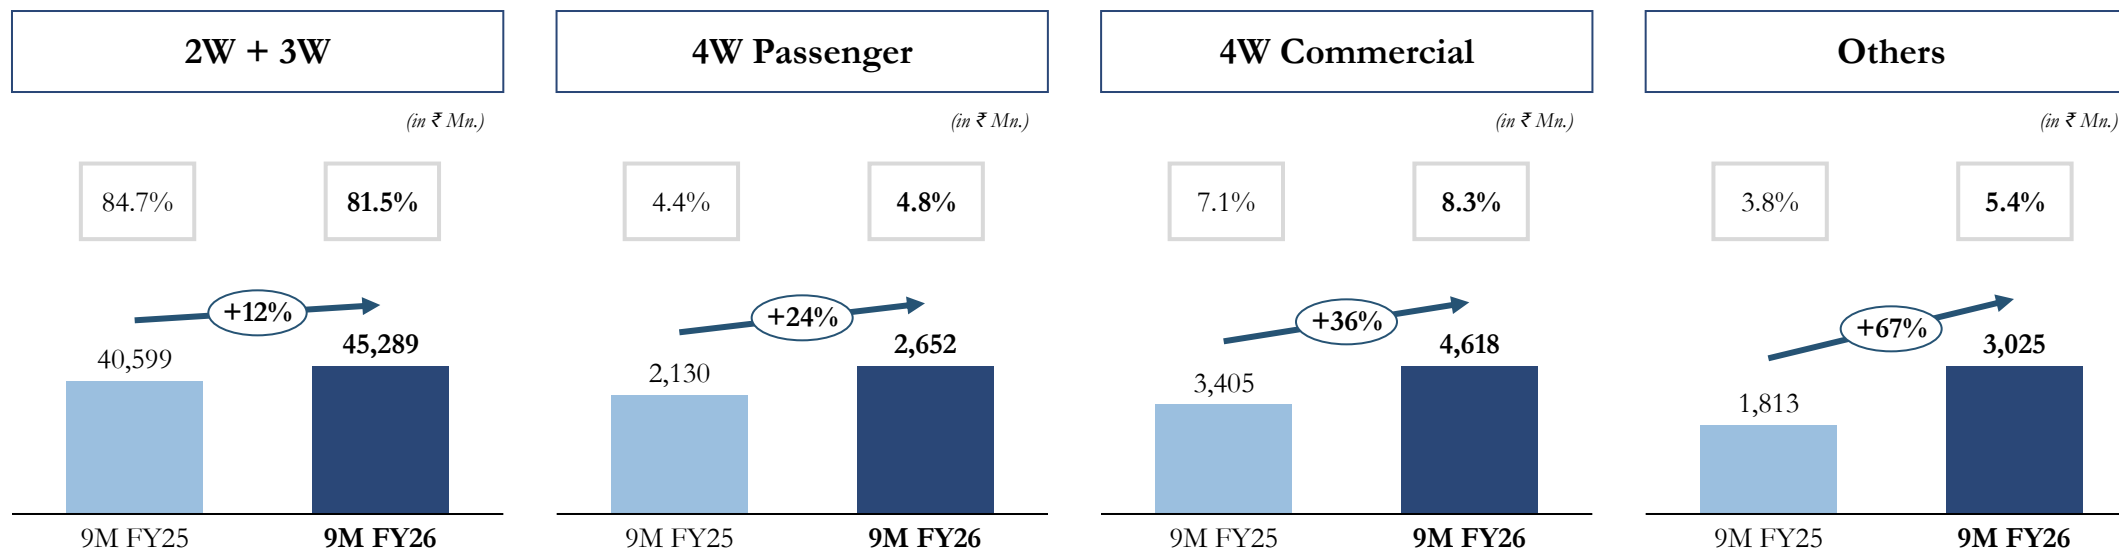 2W + 3W
(in ₹ Mn.)
84.7%
81.5%
+12%
40,599
45,289
9M FY25
9M FY26
4W Passenger
(in ₹ Mn.)
4.4%
4.8%
+24%
2,130
2,652
9M FY25
9M FY26
4W Commercial
(in ₹ Mn.)
7.1%
8.3%
+36%
3,405
4,618
9M FY25
9M FY26
Others
(in ₹ Mn.)
3.8%
5.4%
+67%
1,813
3,025
9M FY25
9M FY26